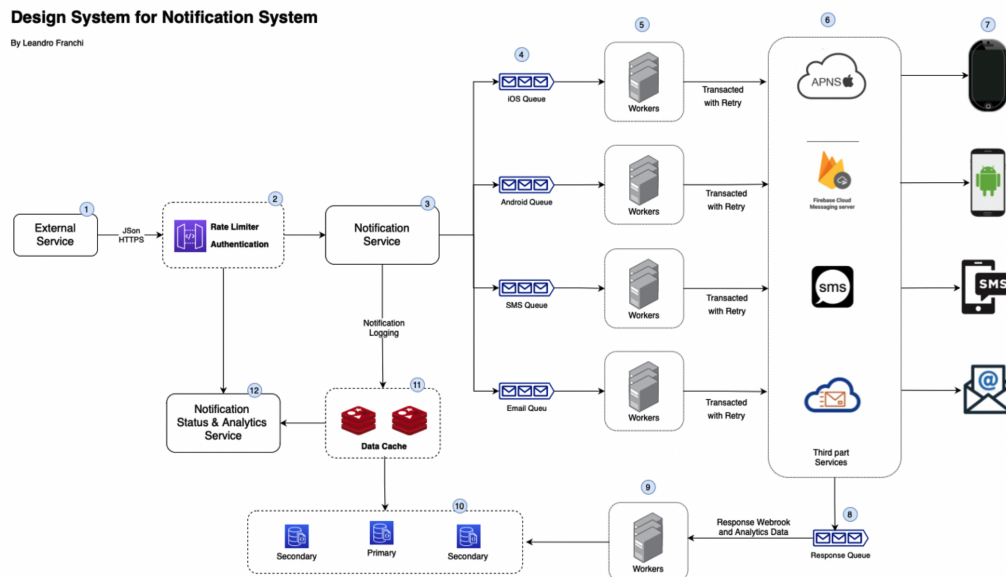 Design System for Notification System
By Leandro Franchi
1
External
Service
JSon
HTTPS
2
Rate Limiter
Authentication
3
Notification
Service
4
iOS Queue
Android Queue
SMS Queue
Email Queu
5
Workers
Workers
Workers
Workers
Transacted
with Retry
Transacted
with Retry
Transacted
with Retry
Transacted
with Retry
6
APNS
Firebase Cloud
Messaging server
sms
Third part
Services
7
SMS
@
8
Response Queue
Response Webrook
and Analytics Data
9
Workers
10
Secondary
Primary
Secondary
11
Data Cache
Notification
Logging
12
Notification
Status & Analytics
Service